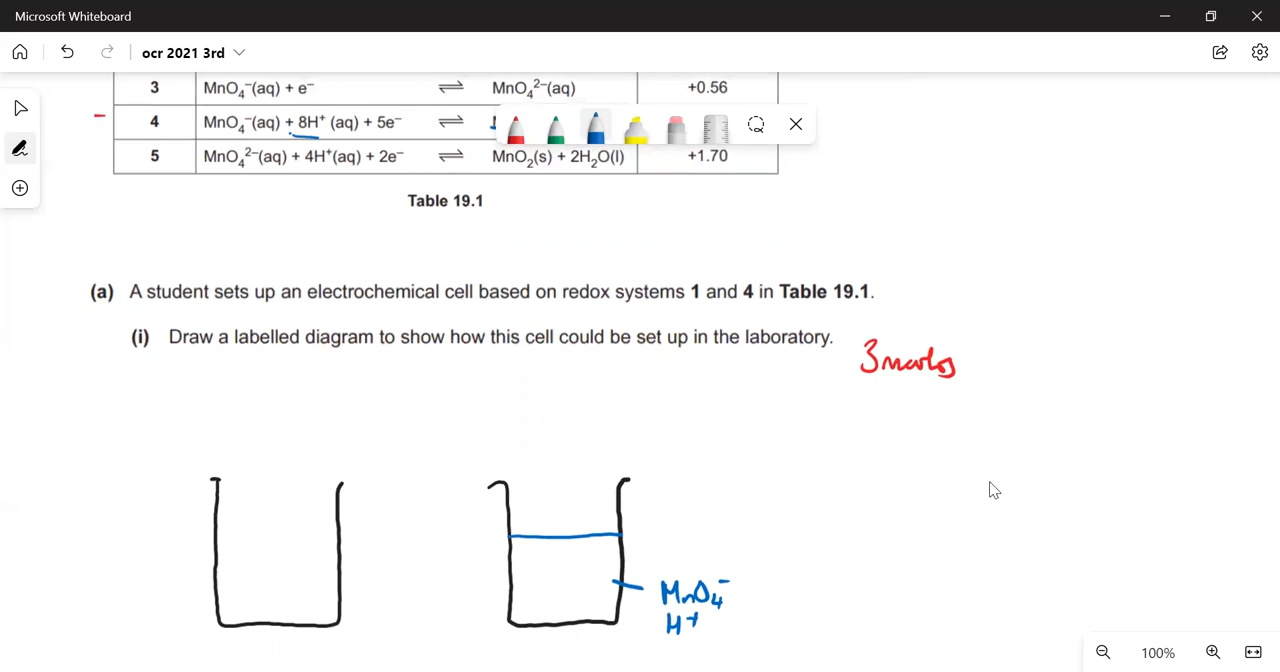 Microsoft Whiteboard
ocr 2021 3rd
3 MnO₄⁻(aq) + e⁻ ⇌ MnO₄²⁻(aq) +0.56
4 MnO₄⁻(aq) + 8H⁺ (aq) + 5e⁻ ⇌
5 MnO₄²⁻(aq) + 4H⁺(aq) + 2e⁻ ⇌ MnO₂(s) + 2H₂O(l) +1.70
Table 19.1
(a) A student sets up an electrochemical cell based on redox systems 1 and 4 in Table 19.1.
(i) Draw a labelled diagram to show how this cell could be set up in the laboratory.
3 marks
MnO₄⁻
H⁺
100%